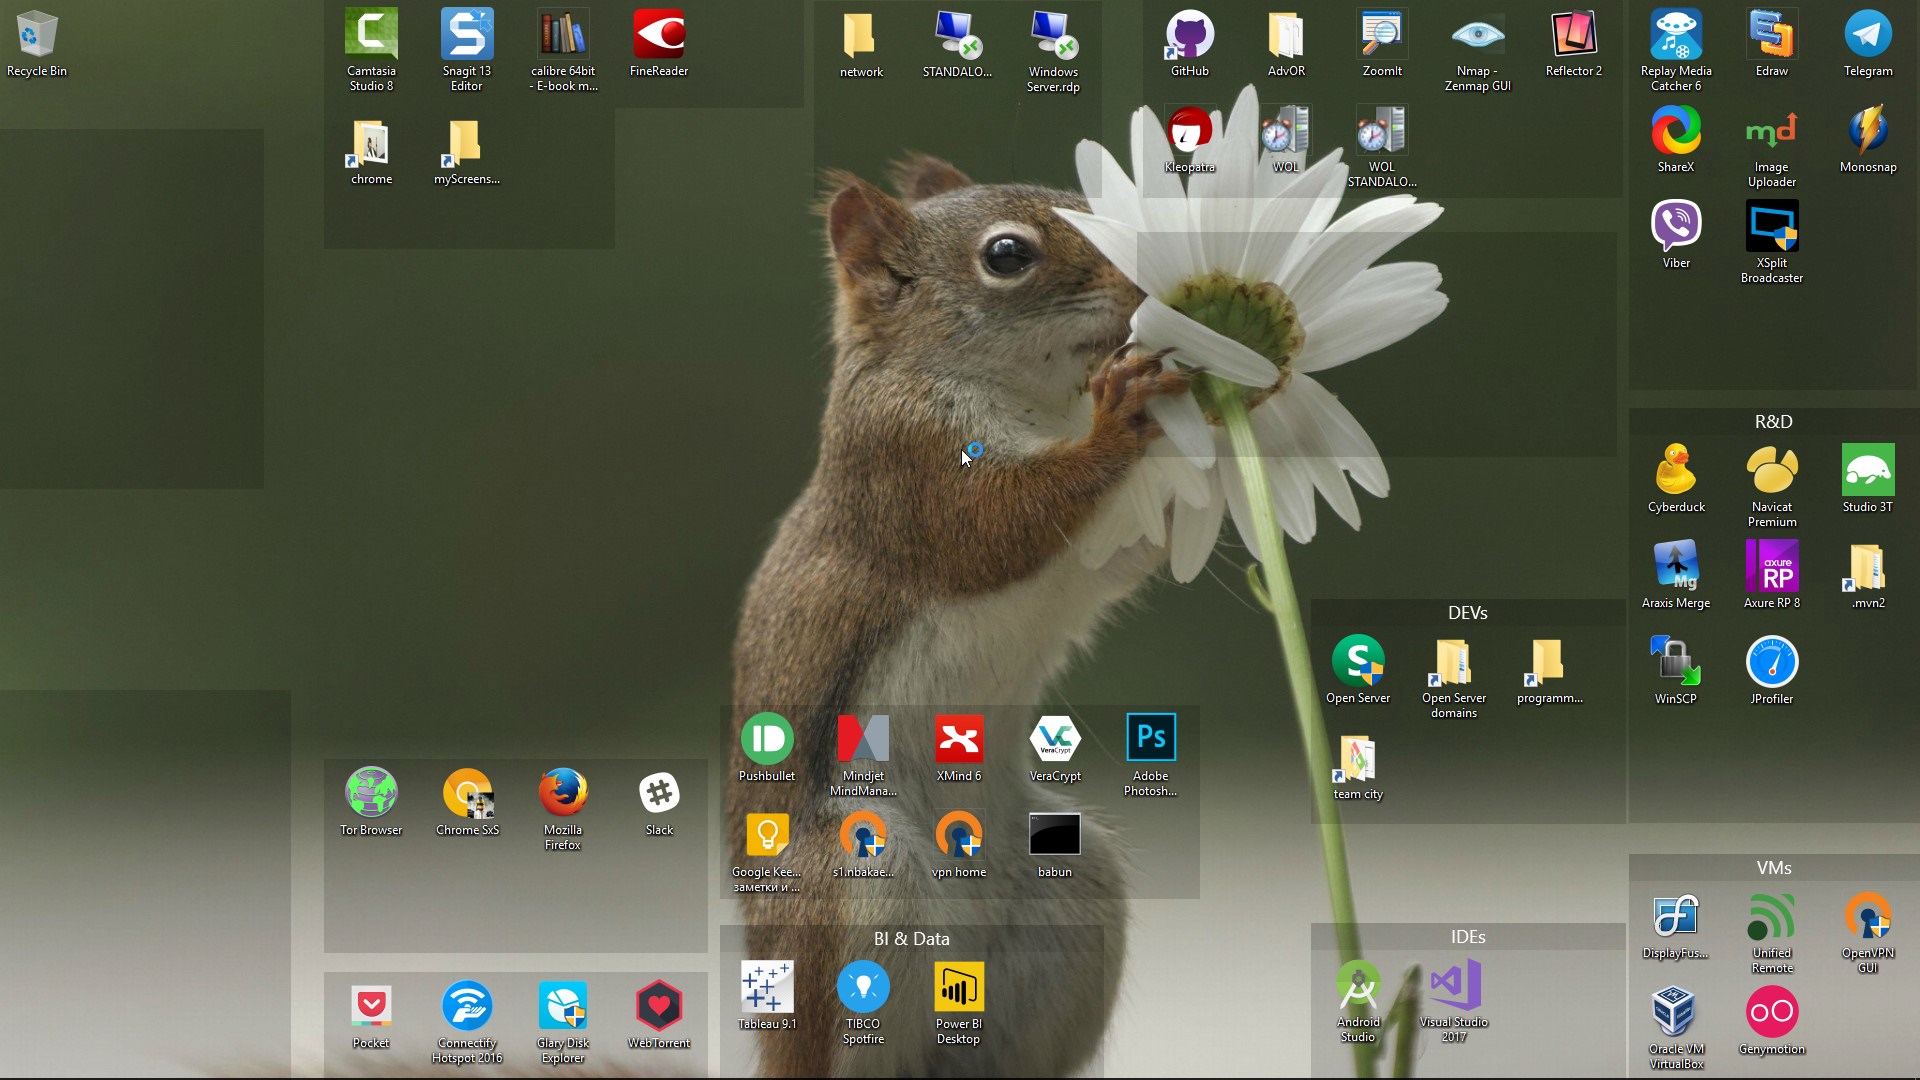 Recycle Bin
Camtasia
Studio 8
Snagit 13
Editor
calibre 64bit
- E-book m...
FineReader
chrome
myScreens...
network
STANDALO...
Windows
Server.rdp
GitHub
AdvOR
ZoomIt
Nmap -
Zenmap GUI
Reflector 2
Kleopatra
WOL
WOL
STANDALO...
Replay Media
Catcher 6
Edraw
Telegram
ShareX
md
Image
Uploader
Monosnap
Viber
XSplit
Broadcaster
R&D
Cyberduck
Navicat
Premium
Studio 3T
Mg
Araxis Merge
axure
RP
Axure RP 8
.mvn2
WinSCP
JProfiler
DEVs
Open Server
Open Server
domains
programm...
team city
Pushbullet
Mindjet
MindMana...
XMind 6
VeraCrypt
VeraCrypt
Ps
Adobe
Photosh...
Google Kee...
заметки и ...
s1.nbakae...
vpn home
babun
Tor Browser
Chrome SxS
Mozilla
Firefox
Slack
Pocket
Connectify
Hotspot 2016
Glary Disk
Explorer
WebTorrent
BI & Data
Tableau 9.1
TIBCO
Spotfire
Power BI
Desktop
IDEs
Android
Studio
Visual Studio
2017
VMs
DisplayFus...
Unified
Remote
OpenVPN
GUI
Oracle VM
VirtualBox
Genymotion